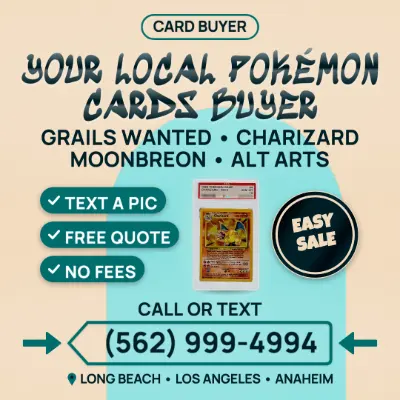 CARD BUYER
YOUR LOCAL POKÉMON
CARDS BUYER
GRAILS WANTED • CHARIZARD
MOONBREON • ALT ARTS
TEXT A PIC
FREE QUOTE
NO FEES
Charizard
EASY
SALE
CALL OR TEXT
(562) 999-4994
LONG BEACH • LOS ANGELES • ANAHEIM